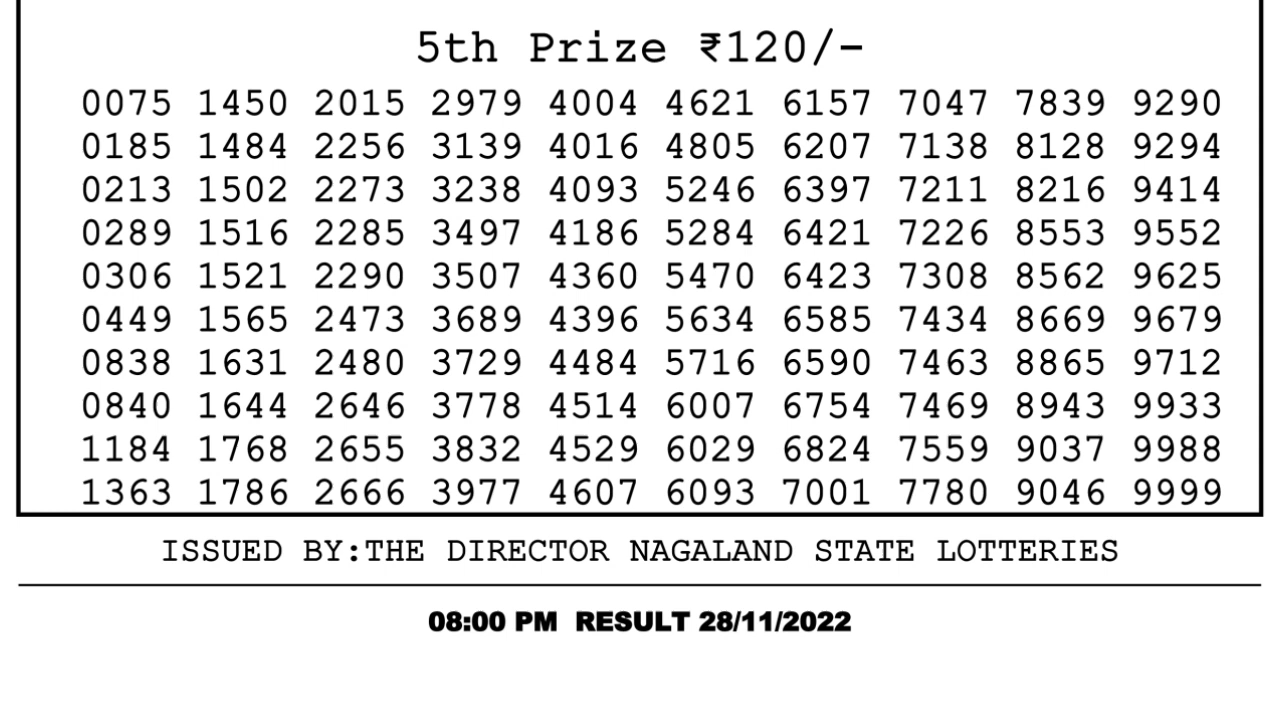 5th Prize ₹120/-
0075 1450 2015 2979 4004 4621 6157 7047 7839 9290
0185 1484 2256 3139 4016 4805 6207 7138 8128 9294
0213 1502 2273 3238 4093 5246 6397 7211 8216 9414
0289 1516 2285 3497 4186 5284 6421 7226 8553 9552
0306 1521 2290 3507 4360 5470 6423 7308 8562 9625
0449 1565 2473 3689 4396 5634 6585 7434 8669 9679
0838 1631 2480 3729 4484 5716 6590 7463 8865 9712
0840 1644 2646 3778 4514 6007 6754 7469 8943 9933
1184 1768 2655 3832 4529 6029 6824 7559 9037 9988
1363 1786 2666 3977 4607 6093 7001 7780 9046 9999
ISSUED BY:THE DIRECTOR NAGALAND STATE LOTTERIES
08:00 PM RESULT 28/11/2022